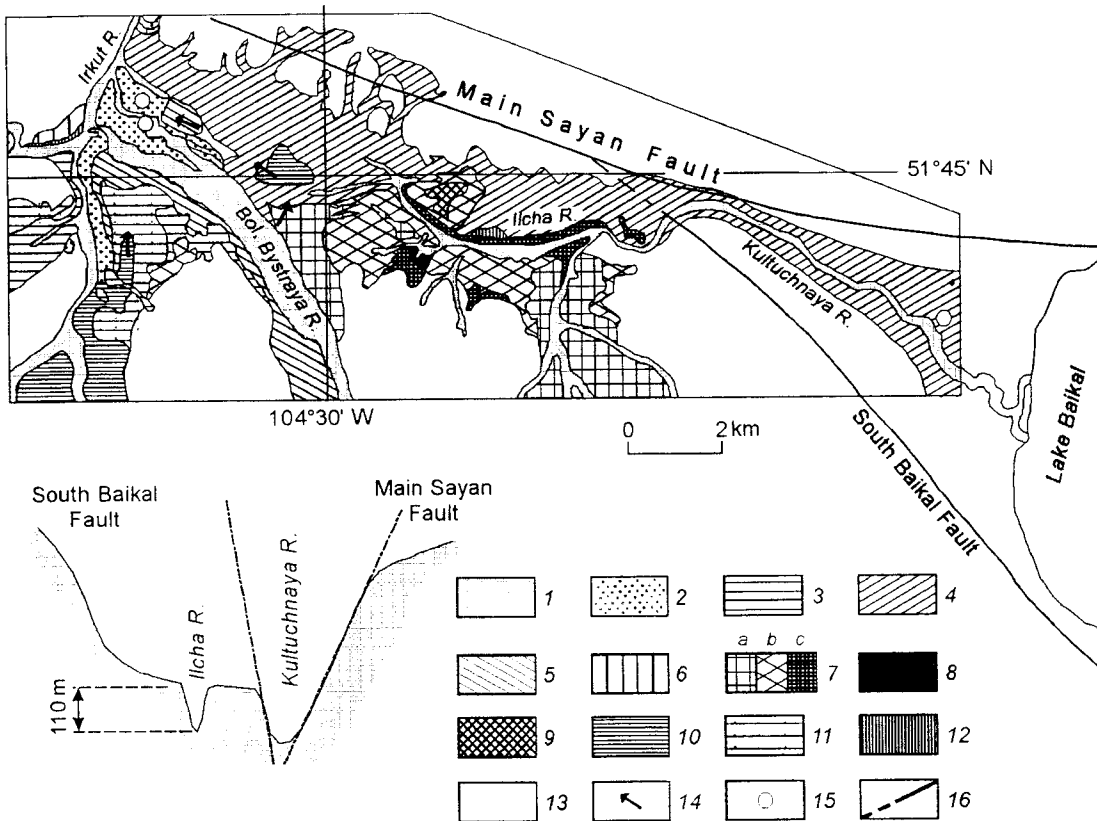 Irkut R.
Main Sayan Fault
51°45' N
Ilcha R.
Bol. Bystraya R.
Kultuchnaya R.
104°30' W
0 2 km
South Baikal Fault
Lake Baikal
South Baikal
Fault
Main Sayan
Fault
Ilcha R.
Kultuchnaya R.
110 m
1 2 3 4
a b c
5 6 7 8
9 10 11 12
13 14 15 16